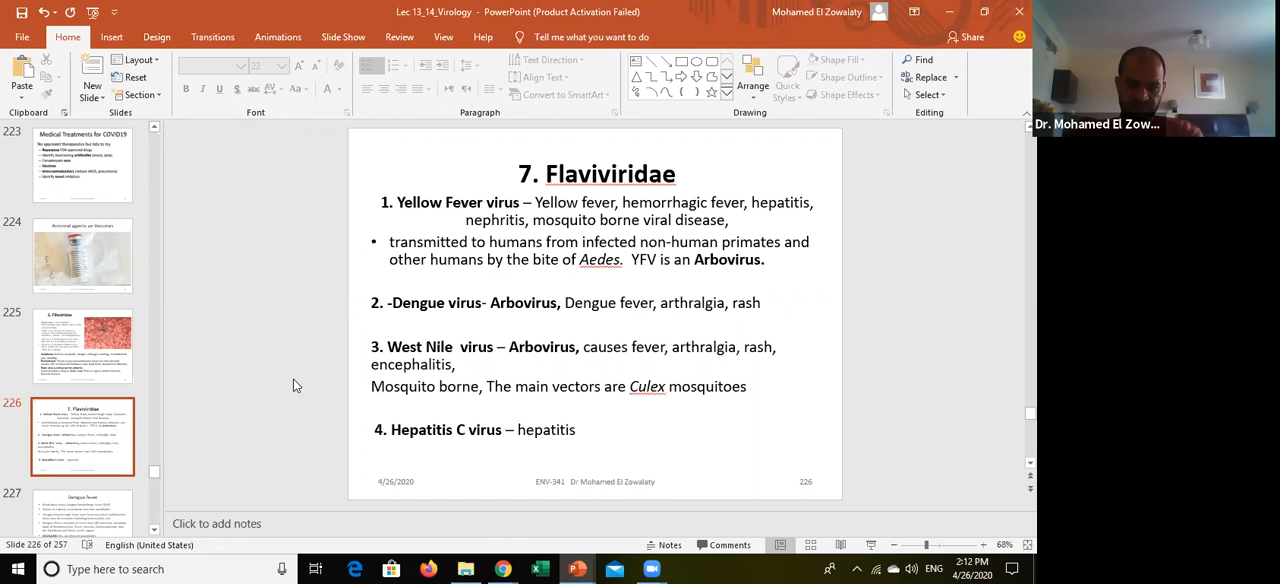 Lec 13_14_Virology - PowerPoint (Product Activation Failed)
Mohamed El Zowalaty
File Home Insert Design Transitions Animations Slide Show Review View Help Tell me what you want to do Share
Paste
New Slide
Layout
Reset
Section
22
B I U S abc AV Aa A
Text Direction
Align Text
Convert to SmartArt
Arrange
Quick Styles
Shape Fill
Shape Outline
Shape Effects
Find
Replace
Select
Clipboard Slides Font Paragraph Drawing Editing
Dr. Mohamed El Zow...
223
Medical Treatments for COVID19
224
Antiviral agents vs Vaccines
225
226
7. Flaviviridae
227
Dengue fever
7. Flaviviridae
1. Yellow Fever virus – Yellow fever, hemorrhagic fever, hepatitis,
nephritis, mosquito borne viral disease,
• transmitted to humans from infected non-human primates and
other humans by the bite of Aedes. YFV is an Arbovirus.
2. -Dengue virus- Arbovirus, Dengue fever, arthralgia, rash
3. West Nile virus – Arbovirus, causes fever, arthralgia, rash
encephalitis,
Mosquito borne, The main vectors are Culex mosquitoes
4. Hepatitis C virus – hepatitis
4/26/2020 ENV-341 Dr Mohamed El Zowalaty 226
Click to add notes
Slide 226 of 257 English (United States) Notes Comments 68%
Type here to search
ENG
2:12 PM
4/26/2020